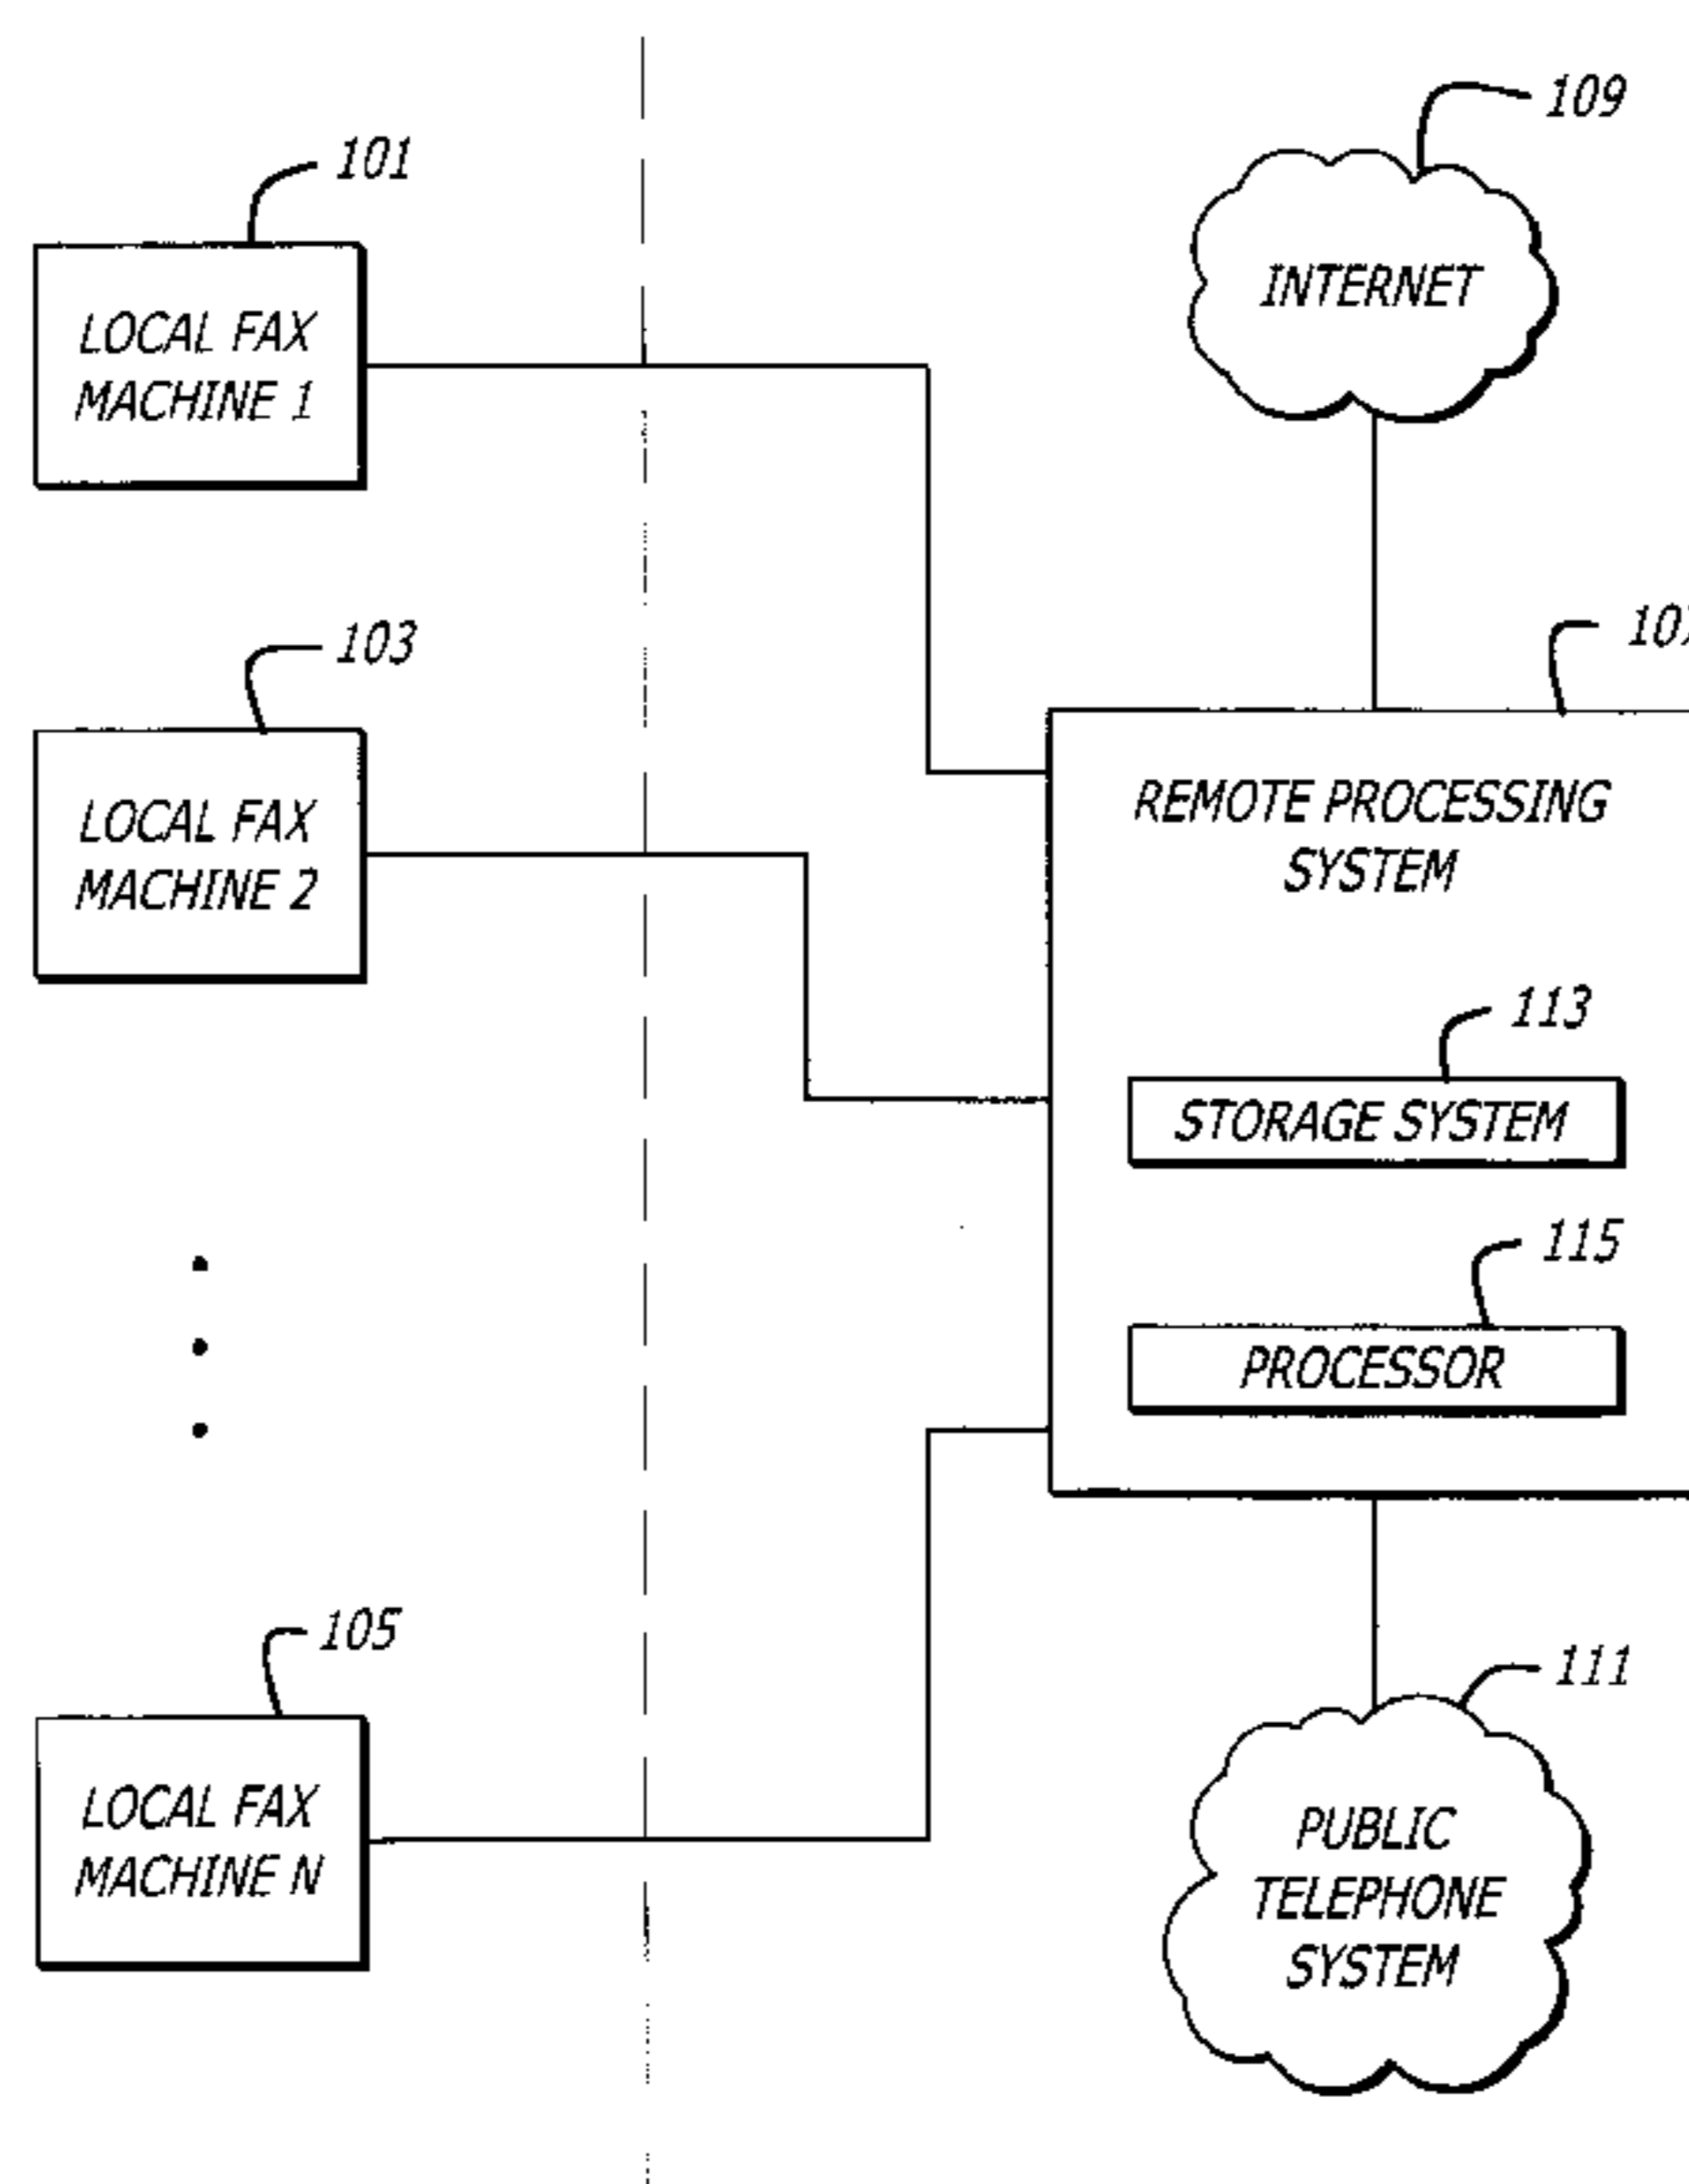 109
101
INTERNET
LOCAL FAX
MACHINE 1
103
REMOTE PROCESSING
SYSTEM
LOCAL FAX
MACHINE 2
113
STORAGE SYSTEM
115
PROCESSOR
105
111
LOCAL FAX
MACHINE N
PUBLIC
TELEPHONE
SYSTEM